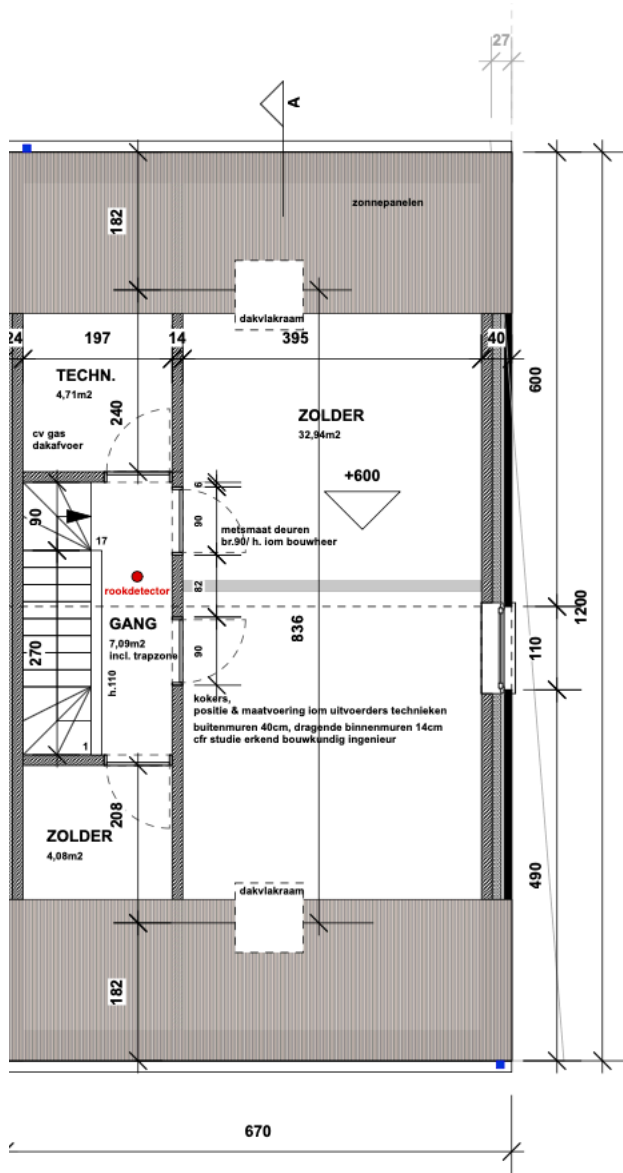 27
A
zonnepanelen
182
dakvlakraam
24
197
14
395
40
TECHN.
4,71m2
240
ZOLDER
32,94m2
600
cv gas
dakafvoer
+600
6
90
90
metsmaat deuren
br.90/ h. iom bouwheer
17
82
rookdetector
GANG
7,09m2
incl. trapzone
836
1200
110
270
h.110
90
kokers,
positie & maatvoering iom uitvoerders technieken
buitenmuren 40cm, dragende binnenmuren 14cm
cfr studie erkend bouwkundig ingenieur
1
208
ZOLDER
4,08m2
490
dakvlakraam
182
670